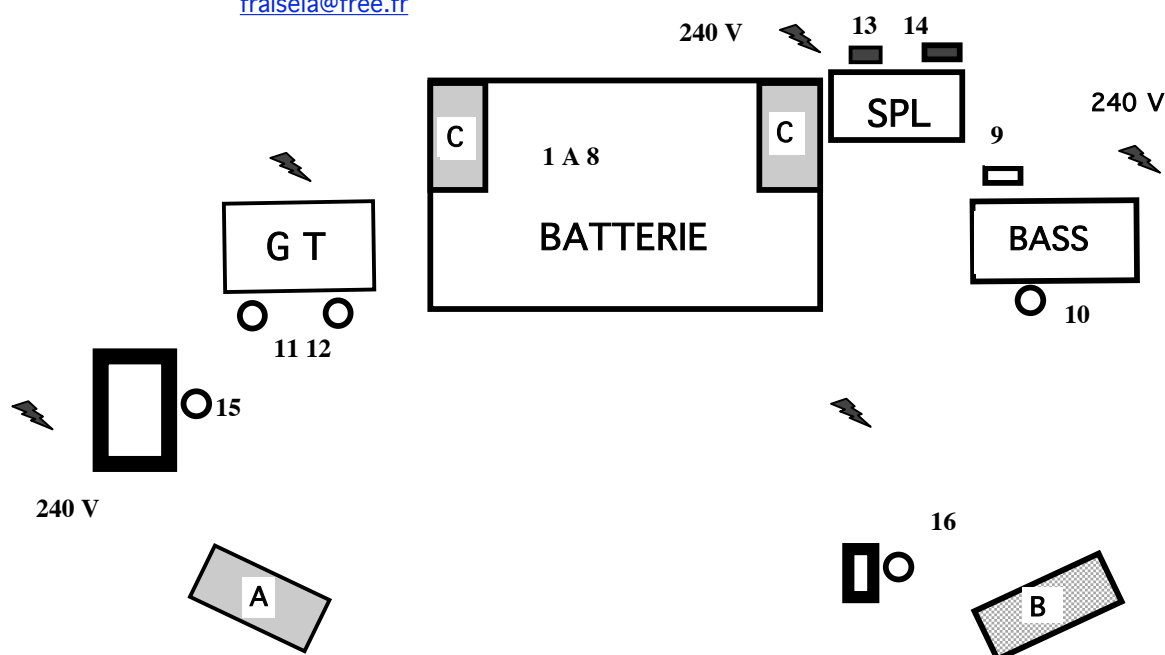 fraisela@free.fr
240 V
13 14
SPL
240 V
9
C
C
1 A 8
BATTERIE
G T
BASS
10
11 12
15
240 V
16
A
B